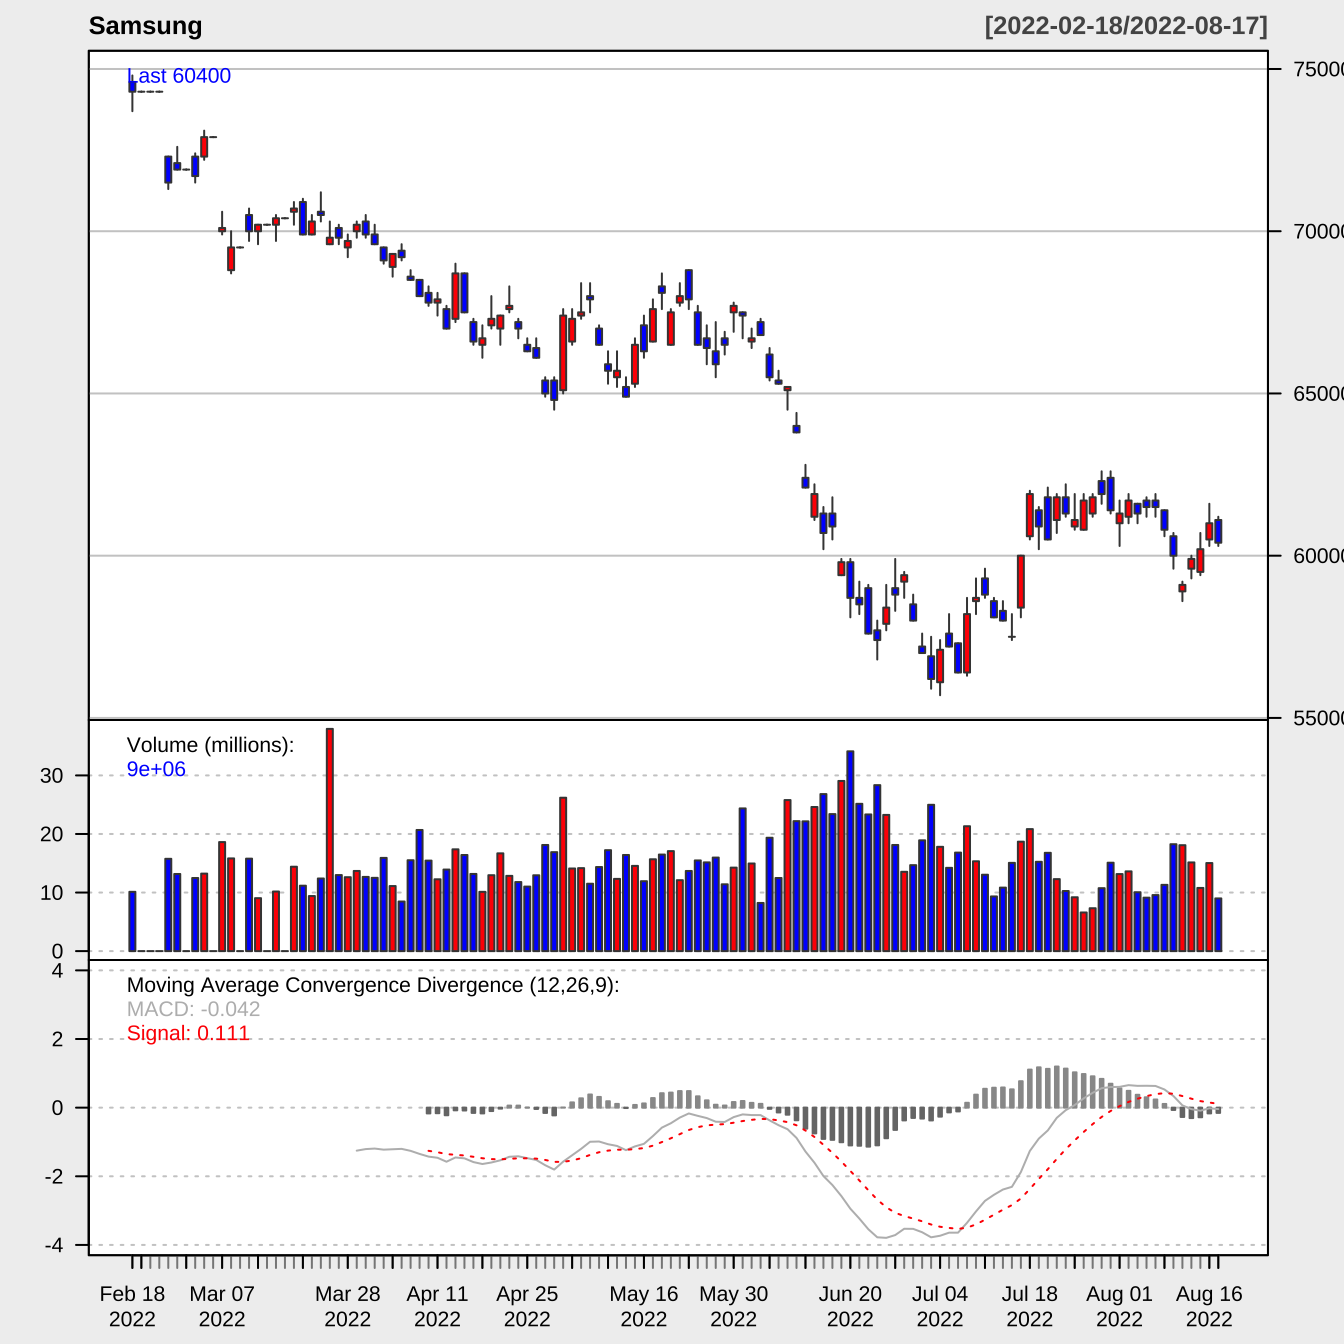 Samsung [2022-02-18/2022-08-17]
Last 60400
75000
70000
65000
60000
55000
Volume (millions):
9e+06
30
20
10
0
Moving Average Convergence Divergence (12,26,9):
MACD: -0.042
Signal: 0.111
4
2
0
-2
-4
Feb 18 Mar 07 Mar 28 Apr 11 Apr 25 May 16 May 30 Jun 20 Jul 04 Jul 18 Aug 01 Aug 16
2022 2022 2022 2022 2022 2022 2022 2022 2022 2022 2022 2022